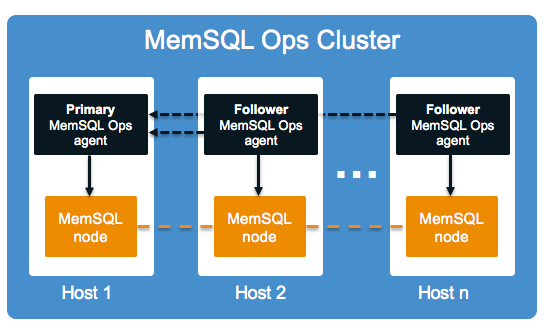 MemSQL Ops Cluster
Primary
MemSQL Ops
agent
Follower
MemSQL Ops
agent
Follower
MemSQL Ops
agent
...
MemSQL
node
MemSQL
node
MemSQL
node
Host 1
Host 2
Host n